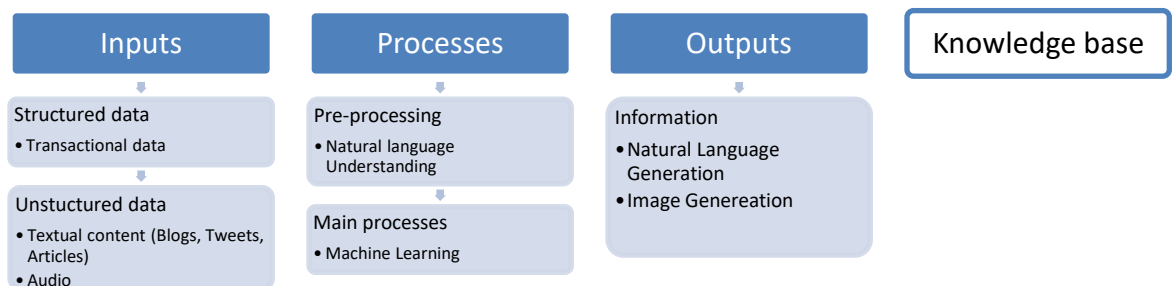 Inputs
Structured data
• Transactional data
Unstuctured data
• Textual content (Blogs, Tweets,
Articles)
• Audio
Processes
Pre-processing
• Natural language
Understanding
Main processes
• Machine Learning
Outputs
Information
• Natural Language
Generation
• Image Genereation
Knowledge base